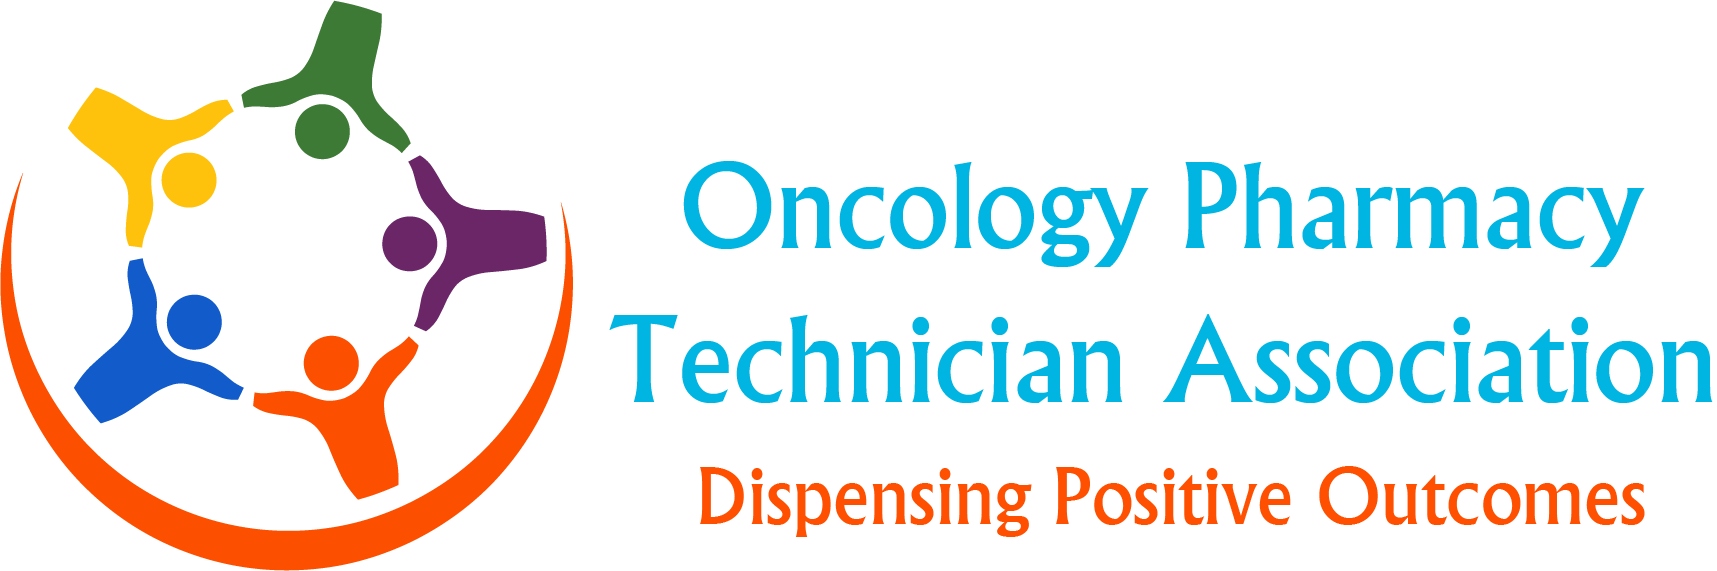 Oncology Pharmacy
Technician Association
Dispensing Positive Outcomes